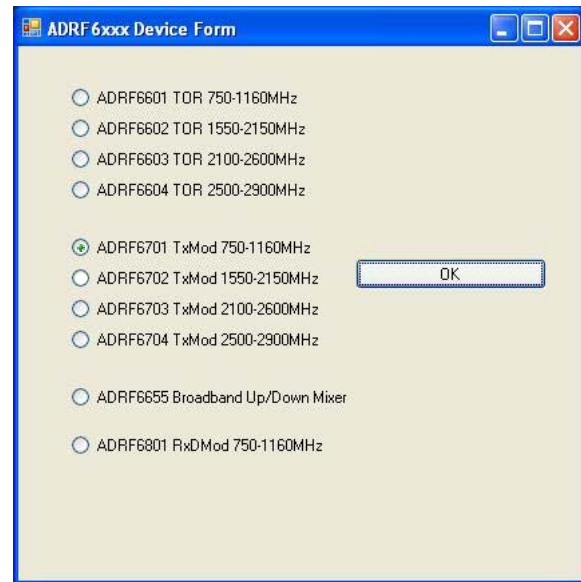 ADRF6xxx Device Form
ADRF6601 TOR 750-1160MHz
ADRF6602 TOR 1550-2150MHz
ADRF6603 TOR 2100-2600MHz
ADRF6604 TOR 2500-2900MHz
ADRF6701 TxMod 750-1160MHz
ADRF6702 TxMod 1550-2150MHz
OK
ADRF6703 TxMod 2100-2600MHz
ADRF6704 TxMod 2500-2900MHz
ADRF6655 Broadband Up/Down Mixer
ADRF6801 RxDMod 750-1160MHz